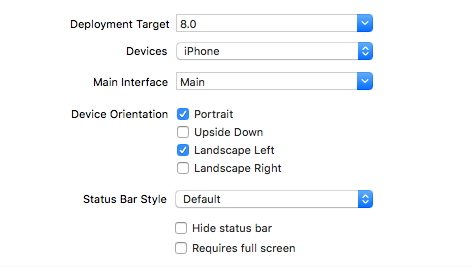 Deployment Target 8.0
Devices iPhone
Main Interface Main
Device Orientation Portrait
Upside Down
Landscape Left
Landscape Right
Status Bar Style Default
Hide status bar
Requires full screen